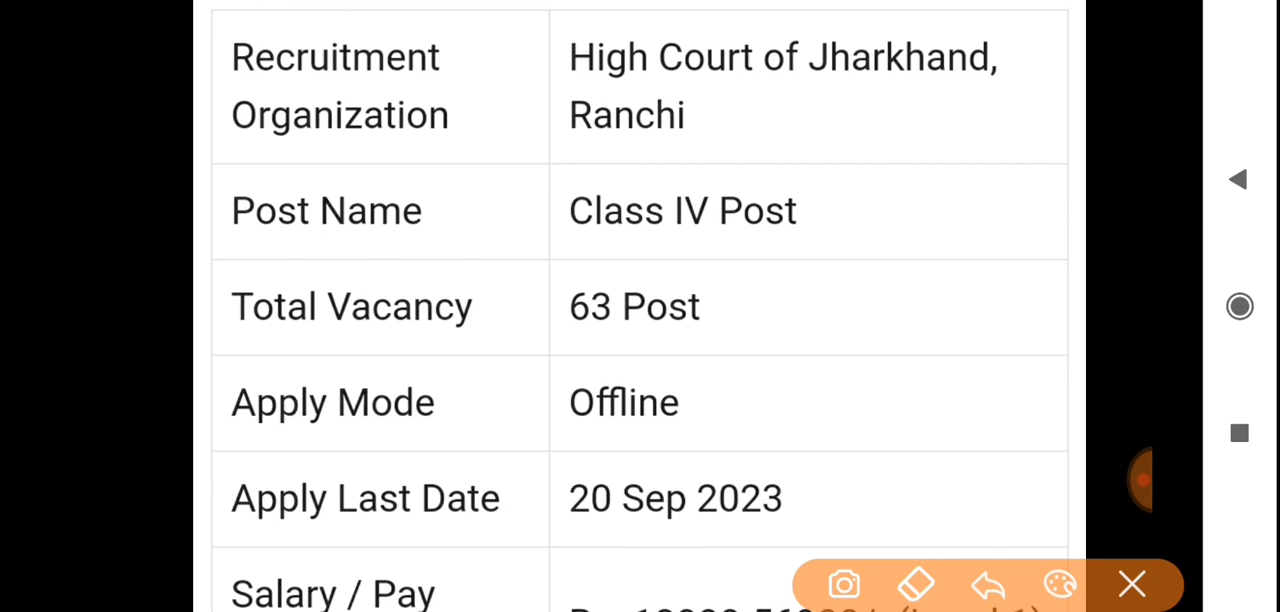 Recruitment
Organization
High Court of Jharkhand,
Ranchi
Post Name
Class IV Post
Total Vacancy
63 Post
Apply Mode
Offline
Apply Last Date
20 Sep 2023
Salary / Pay